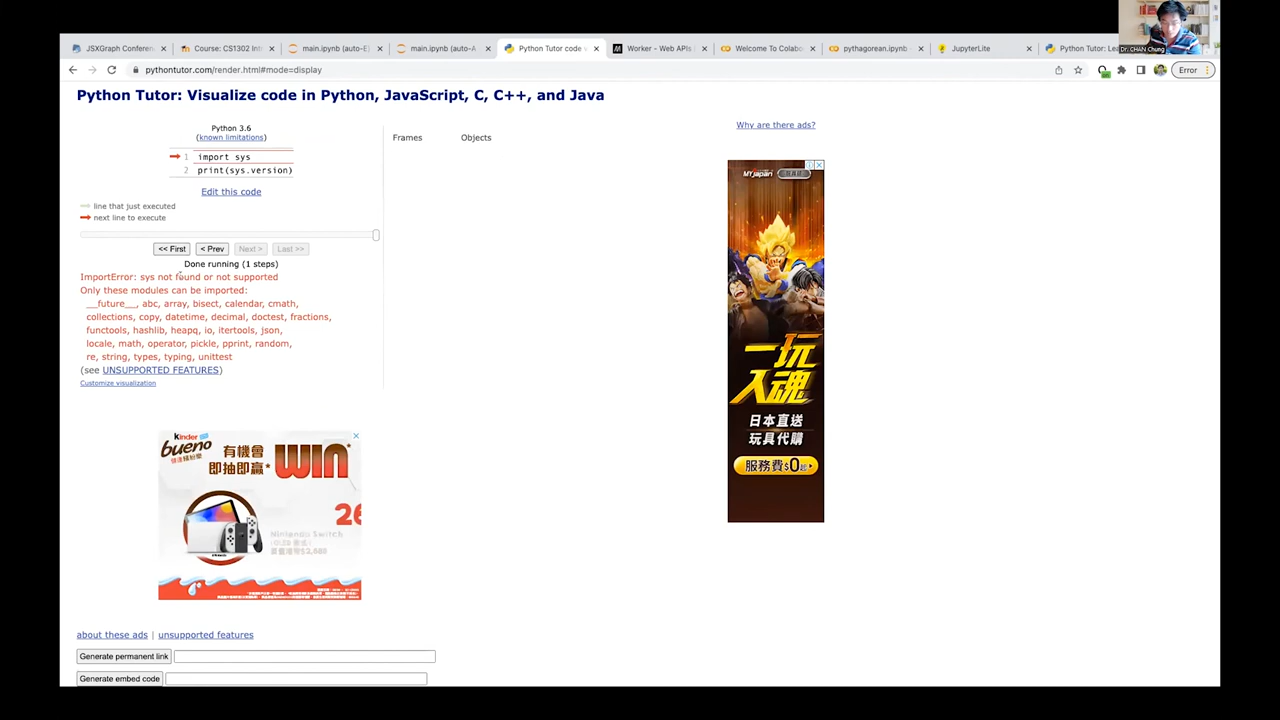 JSXGraph Conferen
Course: CS1302 Int
main.ipynb (auto-E
main.ipynb (auto-A
Python Tutor code v
Worker - Web APIs
Welcome To Colabo
pythagorean.ipynb
JupyterLite
Python Tutor: Lea
Dr. CHAN Chung
pythontutor.com/render.html#mode=display
Error
Python Tutor: Visualize code in Python, JavaScript, C, C++, and Java
Python 3.6
(known limitations)
1 import sys
2 print(sys.version)
Edit this code
line that just executed
next line to execute
<< First
< Prev
Next >
Last >>
Done running (1 steps)
ImportError: sys not found or not supported
Only these modules can be imported:
__future__, abc, array, bisect, calendar, cmath,
collections, copy, datetime, decimal, doctest, fractions,
functools, hashlib, heapq, io, itertools, json,
locale, math, operator, pickle, pprint, random,
re, string, types, typing, unittest
(see UNSUPPORTED FEATURES)
Customize visualization
Frames
Objects
Why are there ads?
MYJapan
一玩
入魂
日本直送
玩具代購
服務費$0起
Kinder
bueno
有機會
即抽即贏*
WIN*
26
Nintendo Switch
about these ads | unsupported features
Generate permanent link
Generate embed code